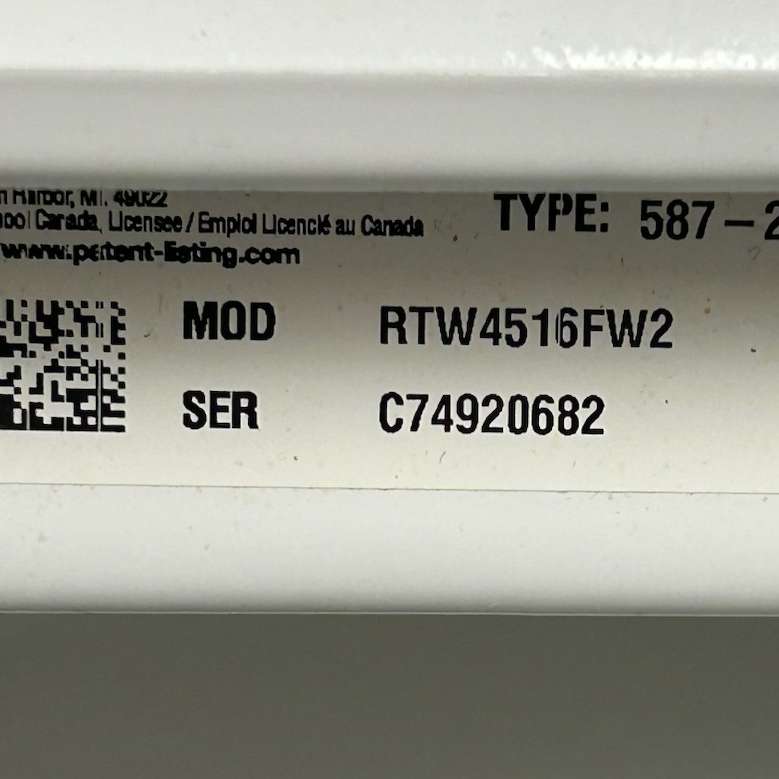 Harbor, MI. 49022
pool Canada, Licensee / Emploi Licencié au Canada
www.patent-listing.com
TYPE: 587-2
MOD RTW4516FW2
SER C74920682